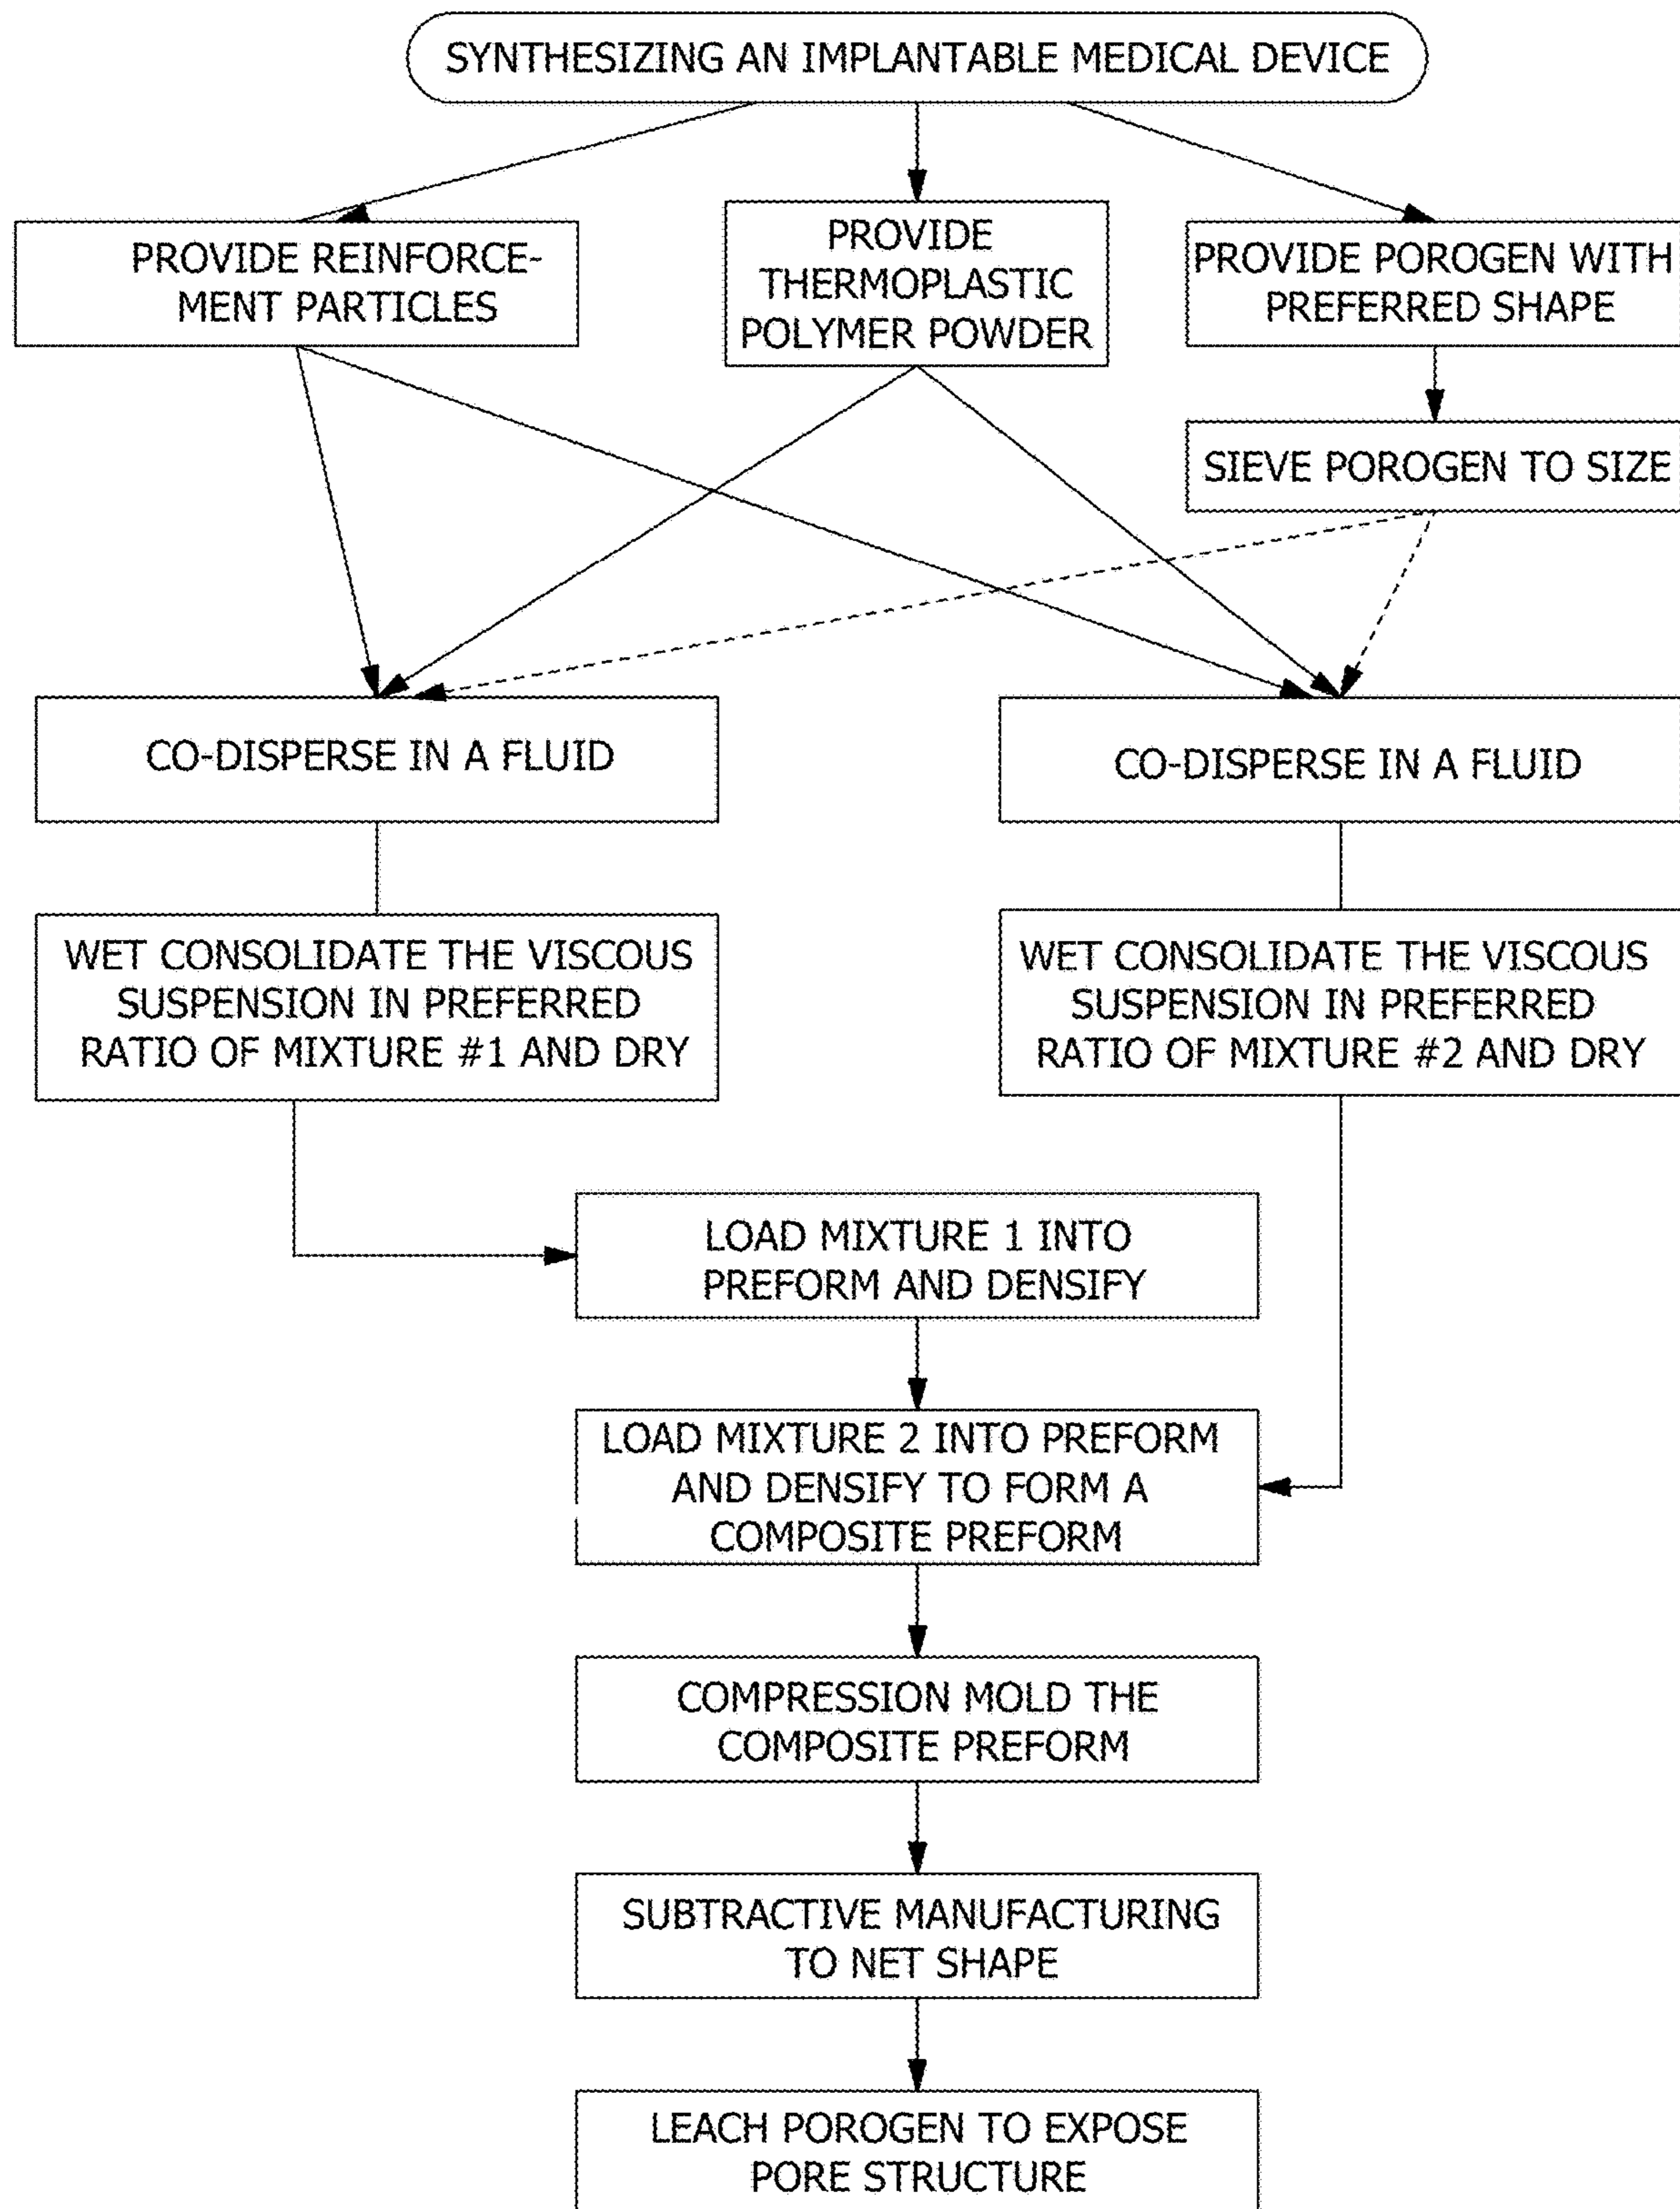 SYNTHESIZING AN IMPLANTABLE MEDICAL DEVICE
PROVIDE REINFORCE-
MENT PARTICLES
PROVIDE
THERMOPLASTIC
POLYMER POWDER
PROVIDE POROGEN WITH
PREFERRED SHAPE
SIEVE POROGEN TO SIZE
CO-DISPERSE IN A FLUID
CO-DISPERSE IN A FLUID
WET CONSOLIDATE THE VISCOUS
SUSPENSION IN PREFERRED
RATIO OF MIXTURE #1 AND DRY
WET CONSOLIDATE THE VISCOUS
SUSPENSION IN PREFERRED
RATIO OF MIXTURE #2 AND DRY
LOAD MIXTURE 1 INTO
PREFORM AND DENSIFY
LOAD MIXTURE 2 INTO PREFORM
AND DENSIFY TO FORM A
COMPOSITE PREFORM
COMPRESSION MOLD THE
COMPOSITE PREFORM
SUBTRACTIVE MANUFACTURING
TO NET SHAPE
LEACH POROGEN TO EXPOSE
PORE STRUCTURE